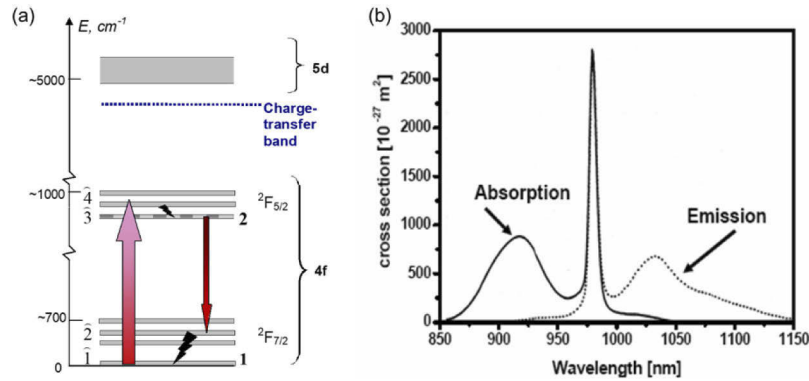 (a)
E, cm⁻¹
5d
~5000
Charge-
transfer
band
~1000
4
²F₅/₂
3
2
4f
~700
2
²F₇/₂
1
1
0
(b)
3000
2500
2000
1500
1000
500
0
cross section [10⁻²⁷ m²]
Absorption
Emission
850 900 950 1000 1050 1100 1150
Wavelength [nm]